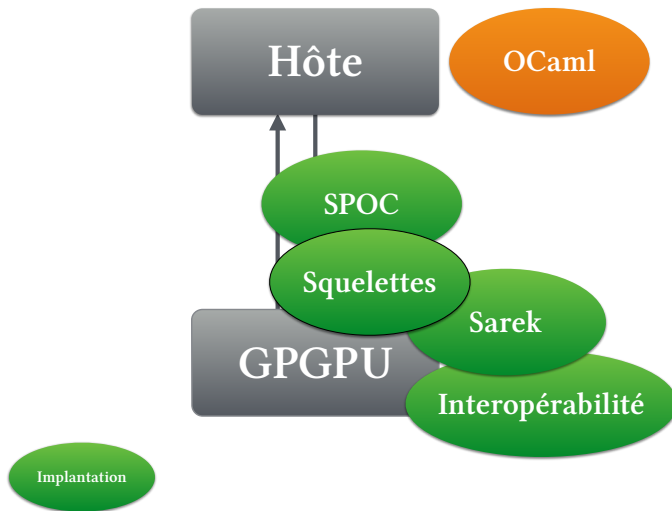 Hôte
OCaml
SPOC
Squelettes
Sarek
GPGPU
Interopérabilité
Implantation